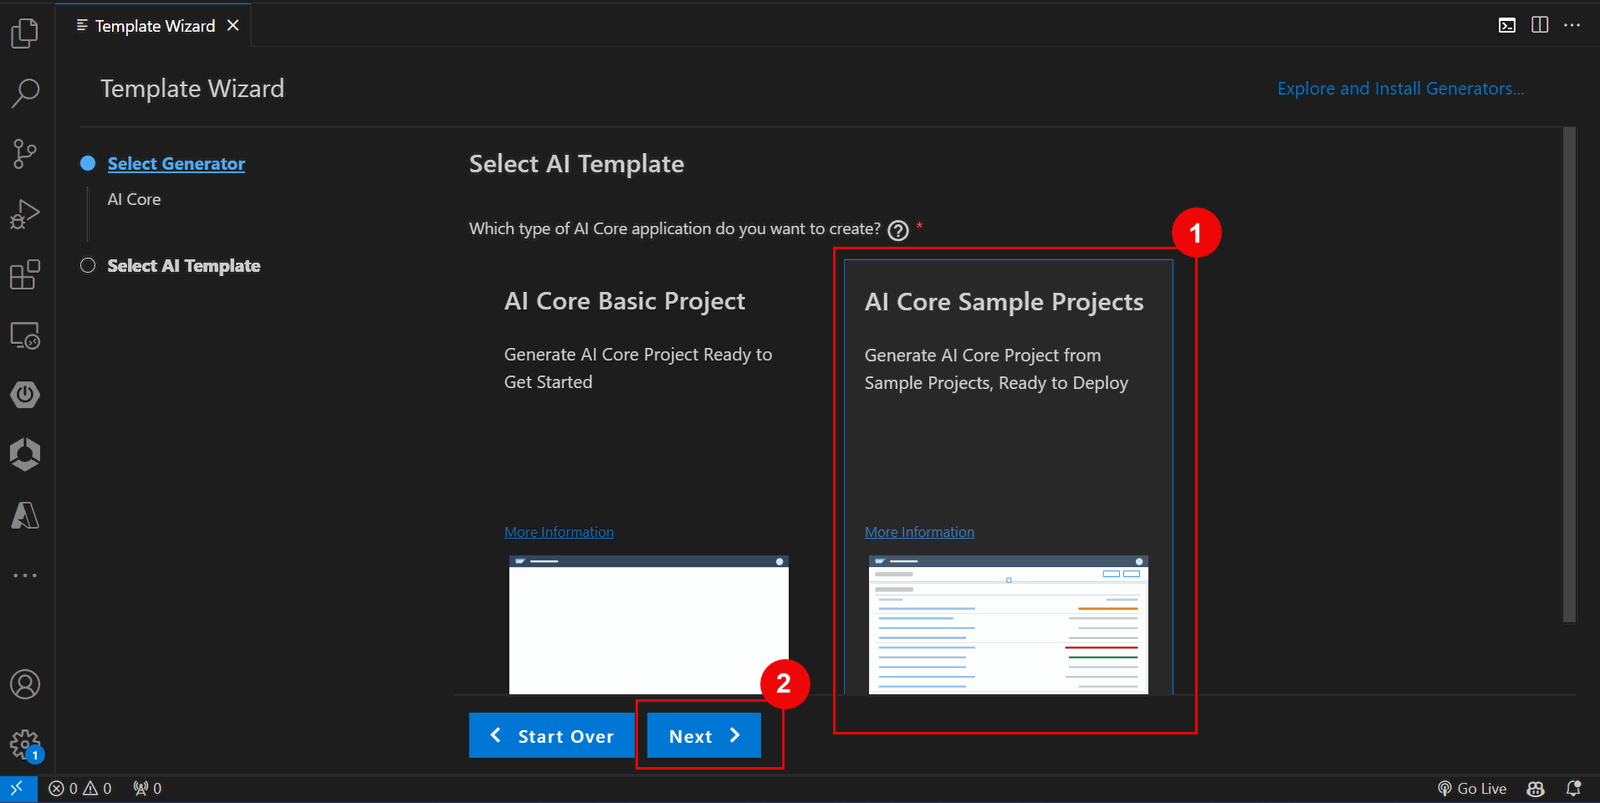 Template Wizard
Template Wizard
Explore and Install Generators...
Select Generator
AI Core
Select AI Template
Select AI Template
Which type of AI Core application do you want to create? ? *
1
AI Core Basic Project
Generate AI Core Project Ready to
Get Started
More Information
AI Core Sample Projects
Generate AI Core Project from
Sample Projects, Ready to Deploy
More Information
SAP
SAP
2
Start Over
Next
1
0 0 0
Go Live